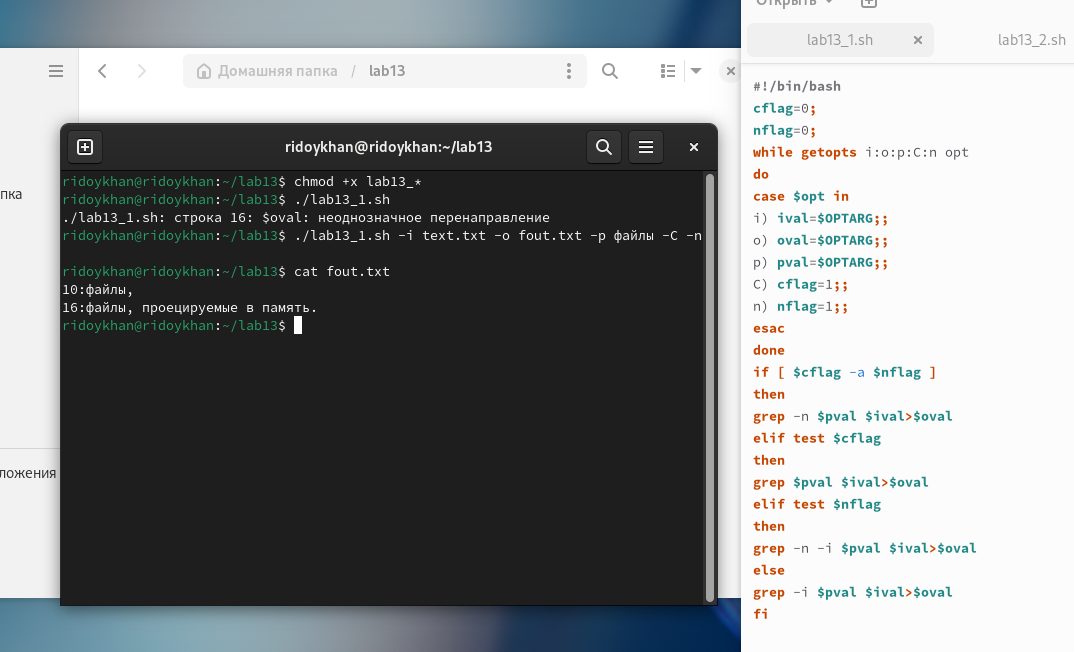 Открыть
lab13_1.sh
lab13_2.sh
Домашняя папка / lab13
пка
ложения
ridoykhan@ridoykhan:~/lab13
ridoykhan@ridoykhan:~/lab13$ chmod +x lab13_*
ridoykhan@ridoykhan:~/lab13$ ./lab13_1.sh
./lab13_1.sh: строка 16: $oval: неоднозначное перенаправление
ridoykhan@ridoykhan:~/lab13$ ./lab13_1.sh -i text.txt -o fout.txt -p файлы -C -n
ridoykhan@ridoykhan:~/lab13$ cat fout.txt
10:файлы,
16:файлы, проецируемые в память.
ridoykhan@ridoykhan:~/lab13$
#!/bin/bash
cflag=0;
nflag=0;
while getopts i:o:p:C:n opt
do
case $opt in
i) ival=$OPTARG;;
o) oval=$OPTARG;;
p) pval=$OPTARG;;
C) cflag=1;;
n) nflag=1;;
esac
done
if [ $cflag -a $nflag ]
then
grep -n $pval $ival>$oval
elif test $cflag
then
grep $pval $ival>$oval
elif test $nflag
then
grep -n -i $pval $ival>$oval
else
grep -i $pval $ival>$oval
fi